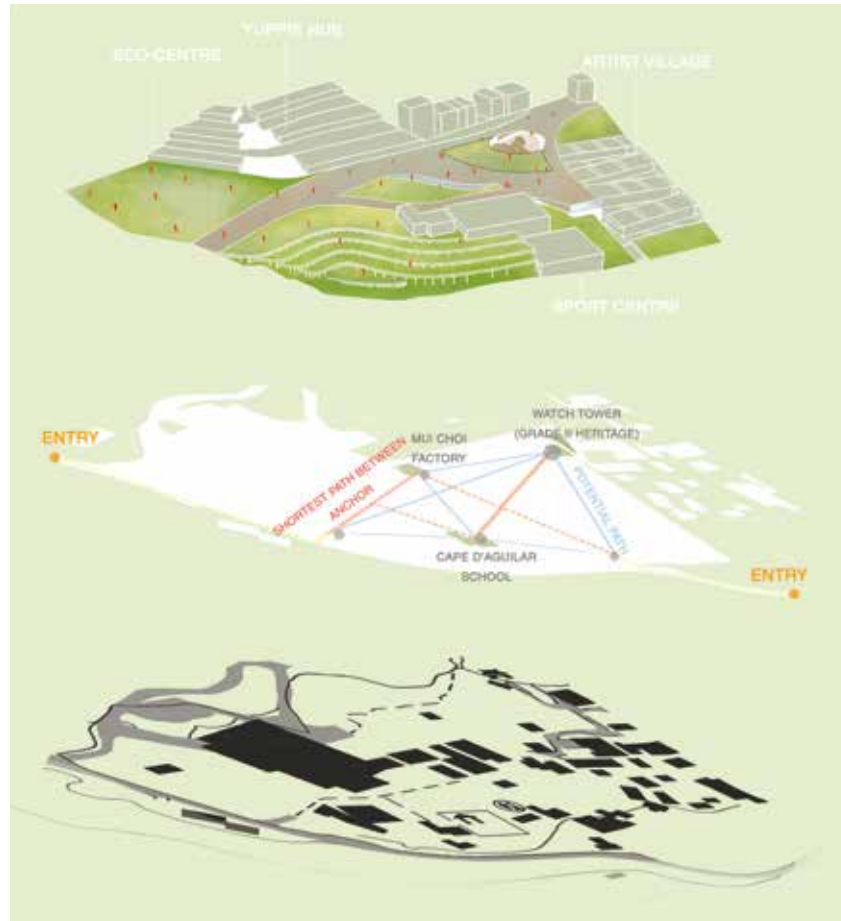 YUPPIE HUB
ECO-CENTRE
ARTIST VILLAGE
SPORT CENTRE
ENTRY
WATCH TOWER
(GRADE III HERITAGE)
MUI CHOI
FACTORY
SHORTEST PATH BETWEEN
ANCHOR
POTENTIAL PATH
CAPE D'AGUILAR
SCHOOL
ENTRY